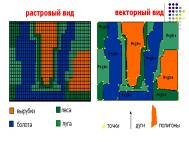 растровый вид
векторный вид
вырубки
леса
болота
луга
точки
дуги
полигоны